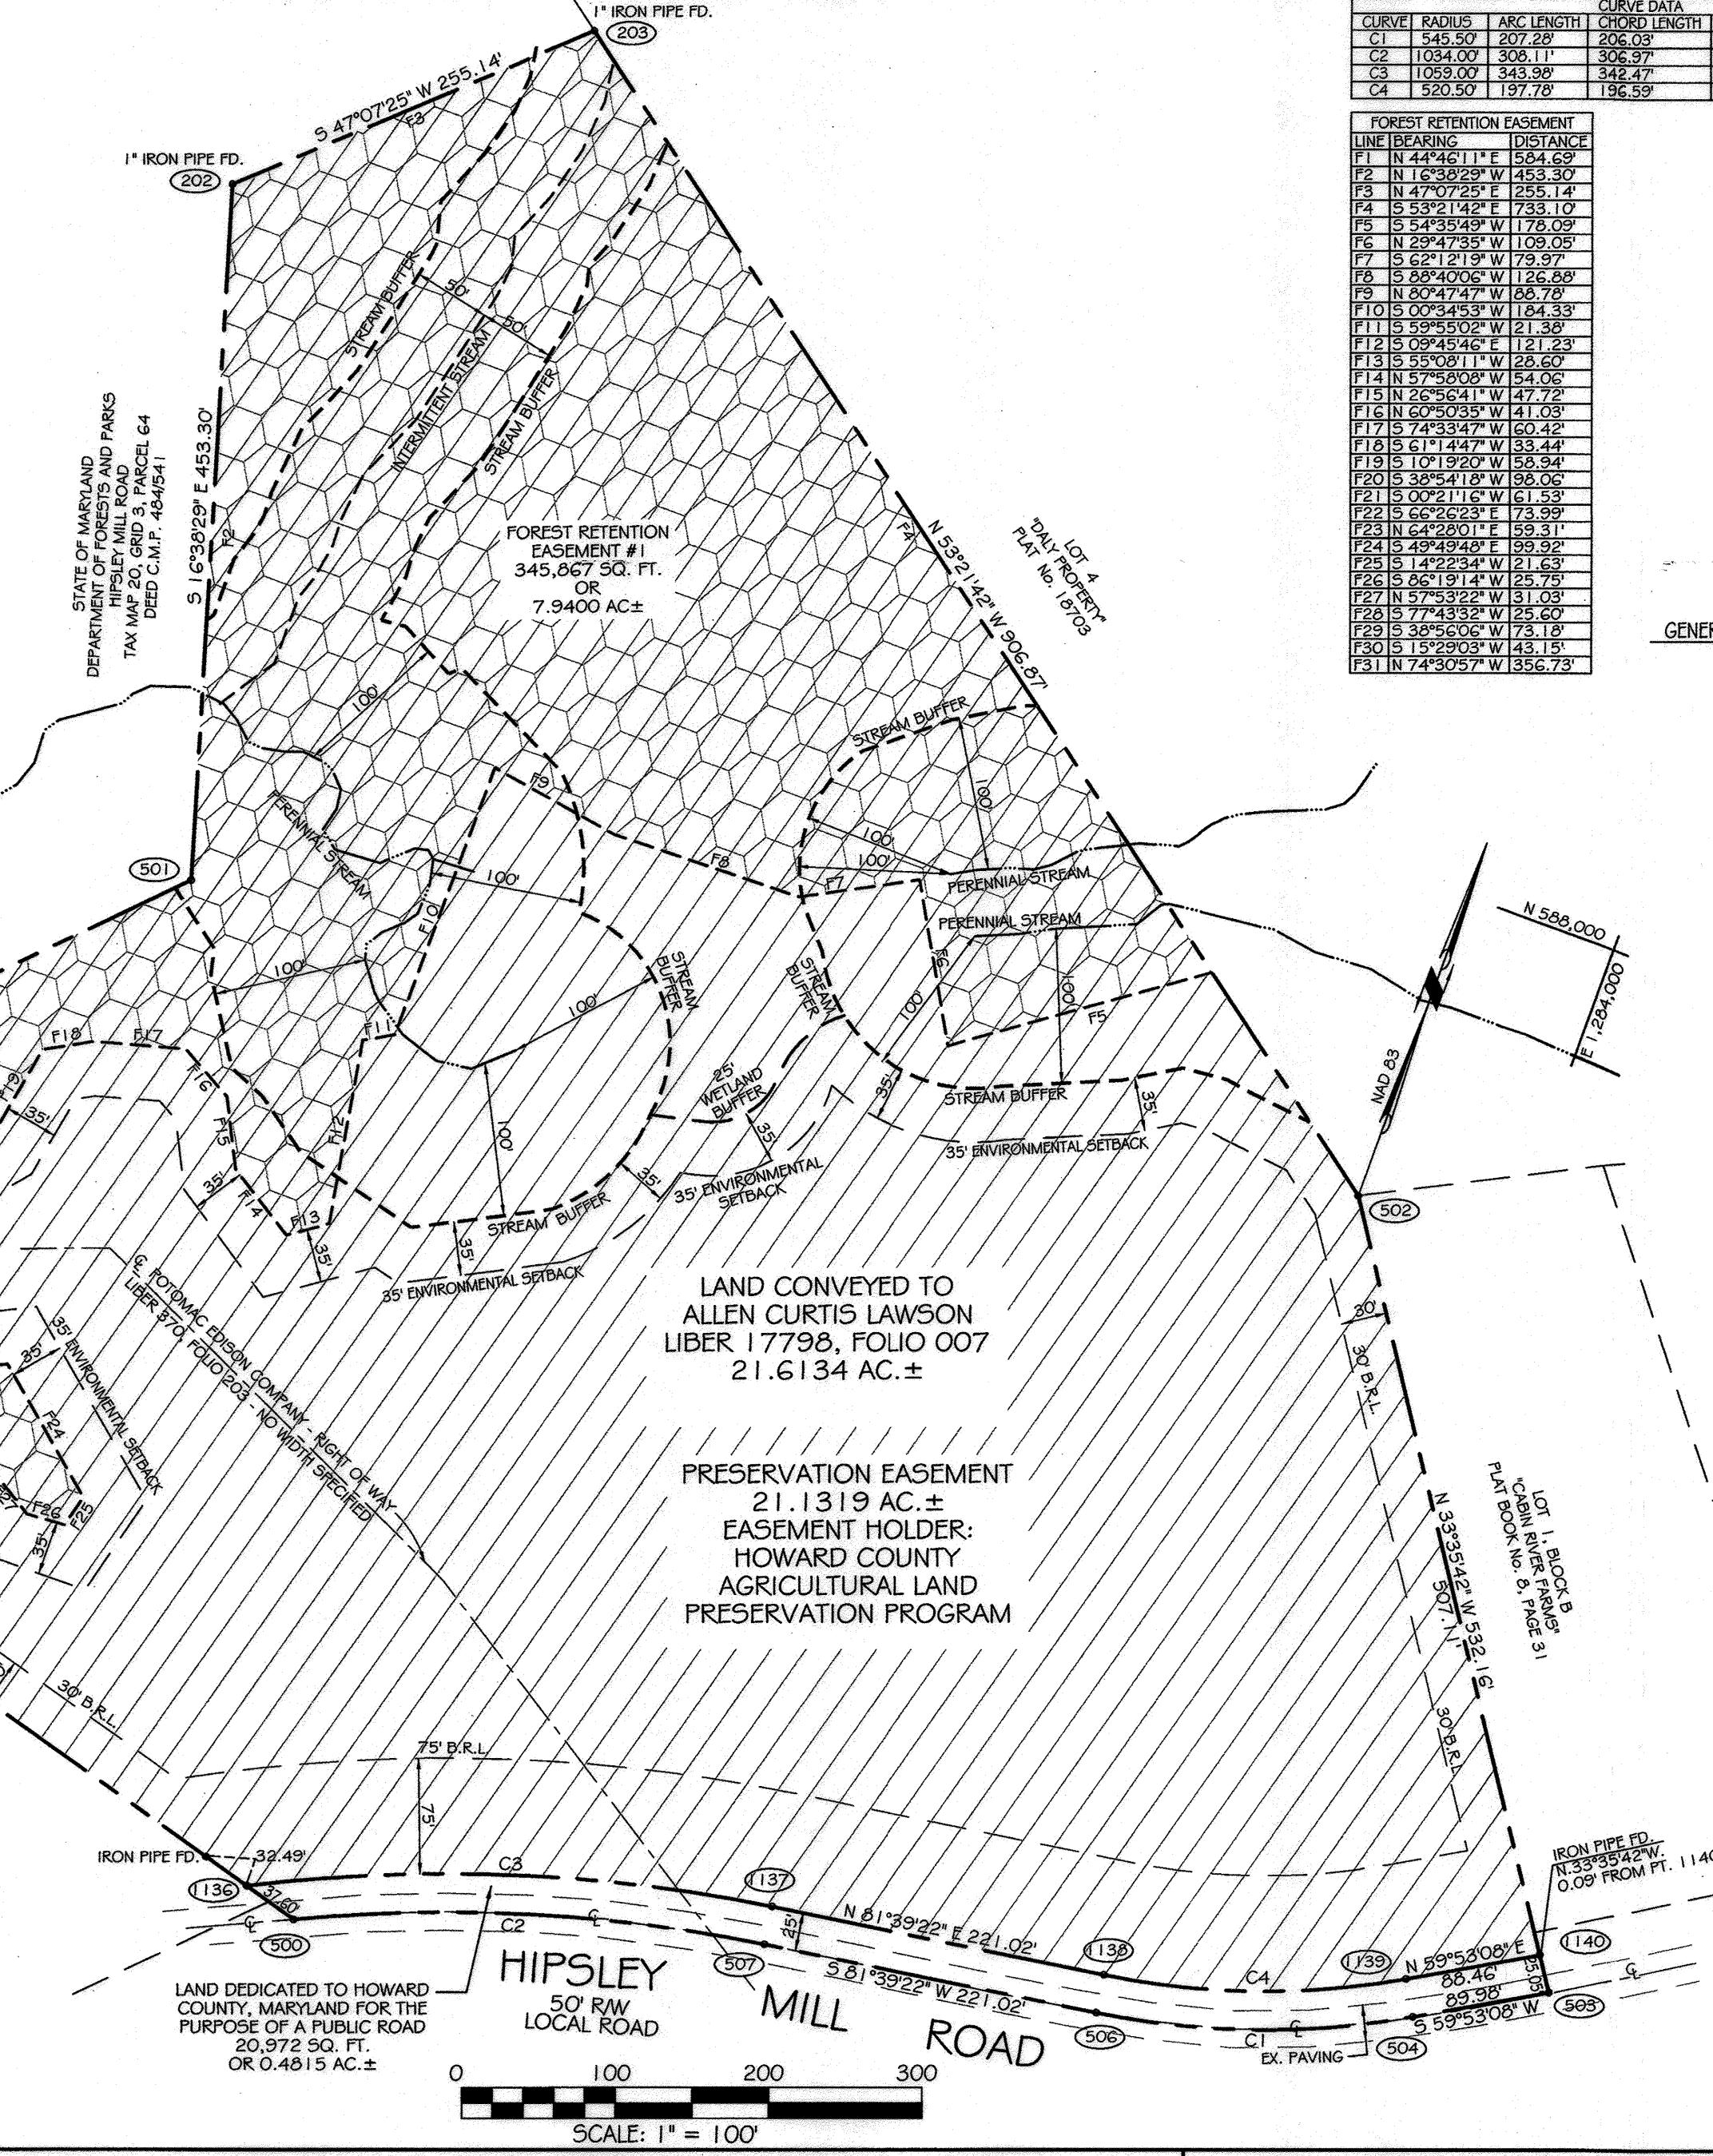 1" IRON PIPE FD.
203
S 47°07'25" W 255.14'
F3
1" IRON PIPE FD.
202
CURVE DATA
CURVE RADIUS ARC LENGTH CHORD LENGTH
C1 545.50' 207.28' 206.03'
C2 1034.00' 308.11' 306.97'
C3 1059.00' 343.98' 342.47'
C4 520.50' 197.78' 196.59'
FOREST RETENTION EASEMENT
LINE BEARING DISTANCE
F1 N 44°46'11" E 584.69'
F2 N 16°38'29" W 453.30'
F3 N 47°07'25" E 255.14'
F4 S 53°21'42" E 733.10'
F5 S 54°35'49" W 178.09'
F6 N 29°47'35" W 109.05'
F7 S 62°12'19" W 79.97'
F8 S 88°40'06" W 126.88'
F9 N 80°47'47" W 88.78'
F10 S 00°34'53" W 184.33'
F11 S 59°55'02" W 21.38'
F12 S 09°45'46" E 121.23'
F13 S 55°08'11" W 28.60'
F14 N 57°58'08" W 54.06'
F15 N 26°56'41" W 47.72'
F16 N 60°50'35" W 41.03'
F17 S 74°33'47" W 60.42'
F18 S 61°14'47" W 33.44'
F19 S 10°19'20" W 58.94'
F20 S 38°54'18" W 98.06'
F21 S 00°21'16" W 61.53'
F22 S 66°26'23" E 73.99'
F23 N 64°28'01" E 59.31'
F24 S 49°49'48" E 99.92'
F25 S 14°22'34" W 21.63'
F26 S 86°19'14" W 25.75'
F27 N 57°53'22" W 31.03'
F28 S 77°43'32" W 25.60'
F29 S 38°56'06" W 73.18'
F30 S 15°29'03" W 43.15'
F31 N 74°30'57" W 356.73'
GENER
STREAM BUFFER
50'
50'
INTERMITTENT STREAM
STREAM BUFFER
STATE OF MARYLAND
DEPARTMENT OF FORESTS AND PARKS
HIPSLEY MILL ROAD
TAX MAP 20, GRID 3, PARCEL 64
DEED C.M.P. 484/541
S 16°38'29" E 453.30'
F2
FOREST RETENTION
EASEMENT #1
345,867 SQ. FT.
OR
7.9400 AC±
F4
N 53°21'42" W 906.87'
LOT 4
"DALY PROPERTY"
PLAT No. 18703
100'
STREAM BUFFER
100'
F9
PERENNIAL STREAM
100'
F8
100'
100'
F7
PERENNIAL STREAM
501
F10
PERENNIAL STREAM
N 588,000
E 1,284,000
NAD 83
100'
STREAM
BUFFER
100'
STREAM
BUFFER
F6
100'
100'
F5
F18
F17
F11
F16
F19
35'
25'
WETLAND
BUFFER
35'
STREAM BUFFER
35'
F15
F12
100'
35'
35' ENVIRONMENTAL SETBACK
35'
F14
F13
35'
35' ENVIRONMENTAL
SETBACK
35'
STREAM BUFFER
35'
35' ENVIRONMENTAL SETBACK
502
LAND CONVEYED TO
ALLEN CURTIS LAWSON
LIBER 17798, FOLIO 007
21.6134 AC.±
30'
30' B.R.L.
℄ POTOMAC EDISON COMPANY - RIGHT OF WAY
LIBER 370, FOLIO 203 - NO WIDTH SPECIFIED
35'
35' ENVIRONMENTAL SETBACK
F24
F27
F26
F25
35'
PRESERVATION EASEMENT
21.1319 AC.±
EASEMENT HOLDER:
HOWARD COUNTY
AGRICULTURAL LAND
PRESERVATION PROGRAM
N 33°35'42" W 532.16'
507.11'
LOT 1, BLOCK B
"CABIN RIVER FARMS"
PLAT BOOK No. 8, PAGE 31
30' B.R.L.
30' B.R.L.
75' B.R.L.
75'
IRON PIPE FD.
32.49'
C3
1136
37.60'
1137
IRON PIPE FD.
N.33°35'42"W.
0.09' FROM PT. 1140
℄
C2
℄
25'
N 81°39'22" E 221.02'
1138
1139
N 59°53'08" E
88.46'
1140
25.05'
500
507
S 81°39'22" W 221.02'
C4
89.98'
S 59°53'08" W
503
℄
HIPSLEY
MILL
ROAD
50' R/W
LOCAL ROAD
506
C1
℄
504
EX. PAVING
LAND DEDICATED TO HOWARD
COUNTY, MARYLAND FOR THE
PURPOSE OF A PUBLIC ROAD
20,972 SQ. FT.
OR 0.4815 AC.±
0 100 200 300
SCALE: 1" = 100'